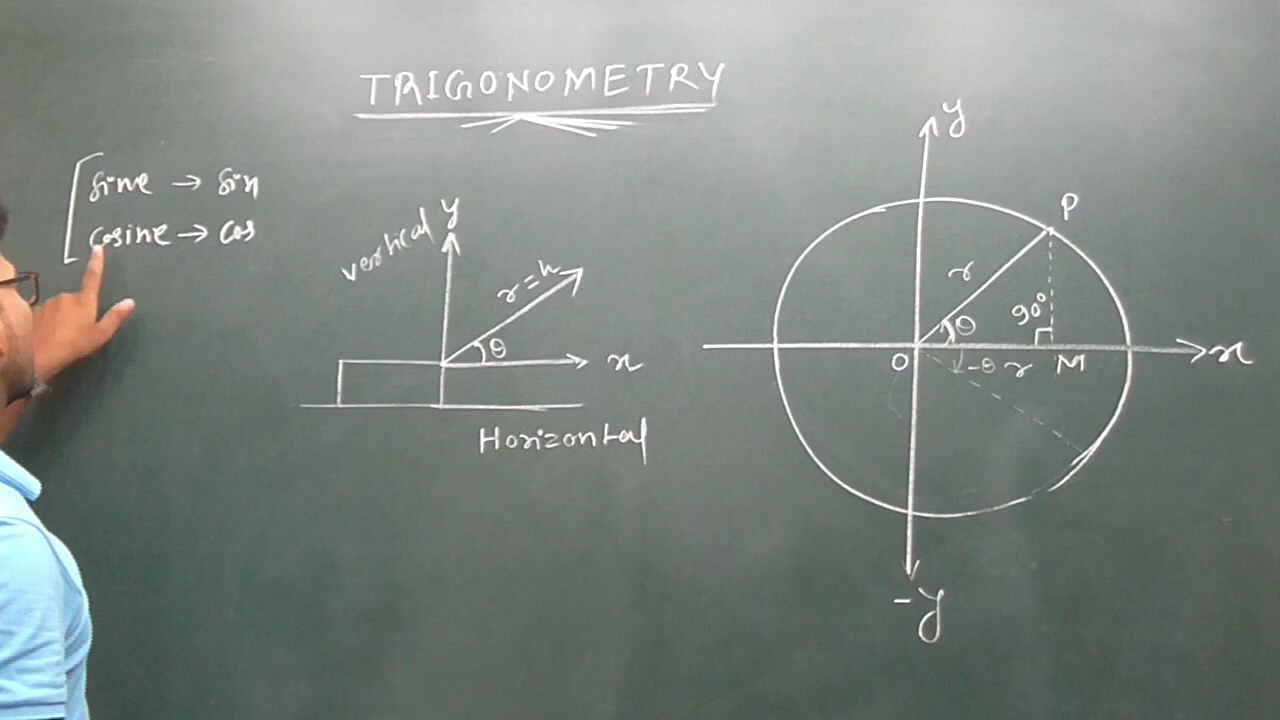 TRIGONOMETRY
sine → sin
cosine → cos
vertical y
r = h
θ
x
Horizontal
y
P
r
90°
θ
O
-θ r M
x
-y